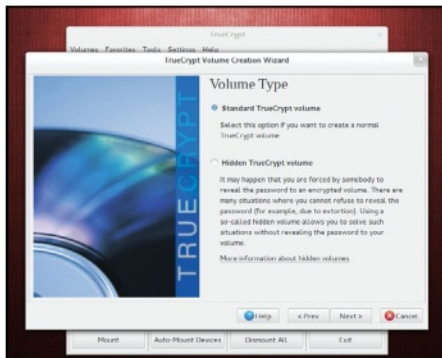 TrueCrypt
Volumes Favorites Tools Settings Help
TrueCrypt Volume Creation Wizard
TRUECRYPT
Volume Type
Standard TrueCrypt volume
Select this option if you want to create a normal
TrueCrypt volume.
Hidden TrueCrypt volume
It may happen that you are forced by somebody to
reveal the password to an encrypted volume. There are
many situations where you cannot refuse to reveal the
password (for example, due to extortion). Using a
so-called hidden volume allows you to solve such
situations without revealing the password to your
volume.
More information about hidden volumes
Help
< Prev
Next >
Cancel
Mount
Auto-Mount Devices
Dismount All
Exit